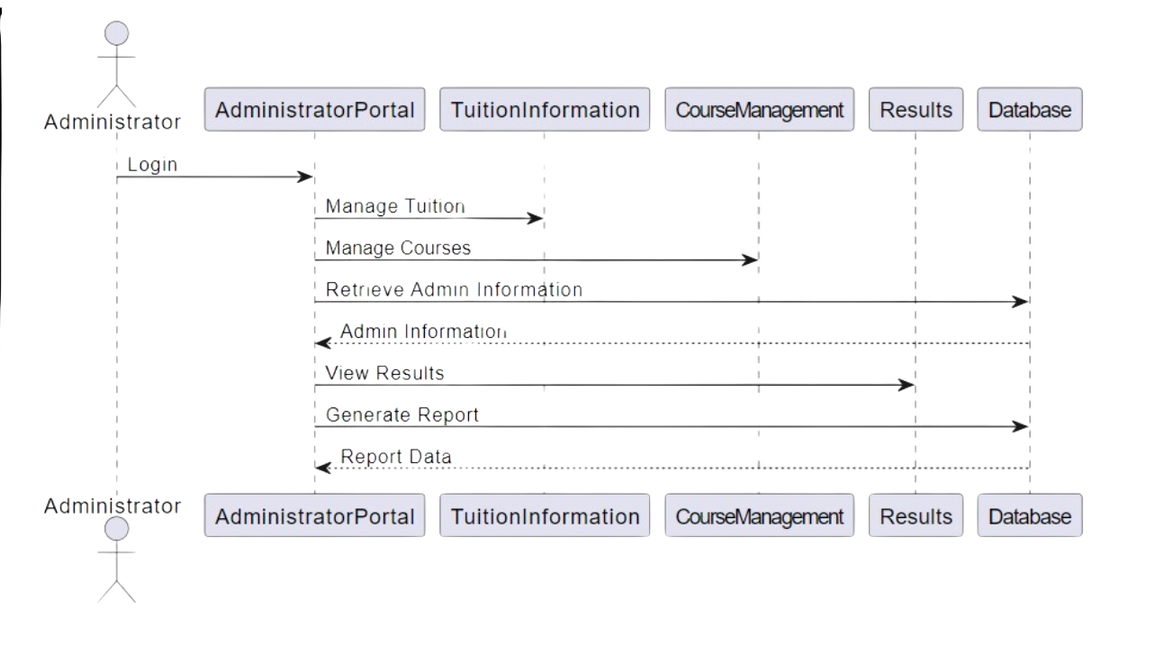 Administrator
AdministratorPortal
TuitionInformation
CourseManagement
Results
Database
Login
Manage Tuition
Manage Courses
Retrieve Admin Information
Admin Information
View Results
Generate Report
Report Data
Administrator
AdministratorPortal
TuitionInformation
CourseManagement
Results
Database